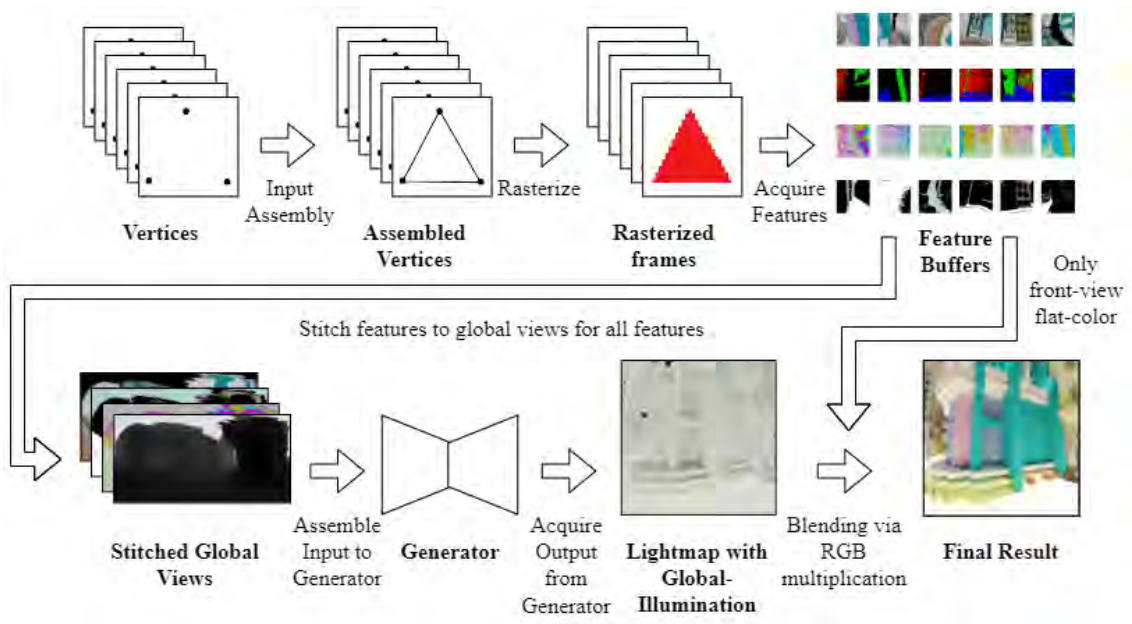 Input
Assembly
Vertices
Assembled
Vertices
Rasterize
Rasterized
frames
Acquire
Features
Feature
Buffers
Only
front-view
flat-color
Stitch features to global views for all features
Stitched Global
Views
Assemble
Input to
Generator
Generator
Acquire
Output
from
Generator
Lightmap with
Global-
Illumination
Blending via
RGB
multiplication
Final Result